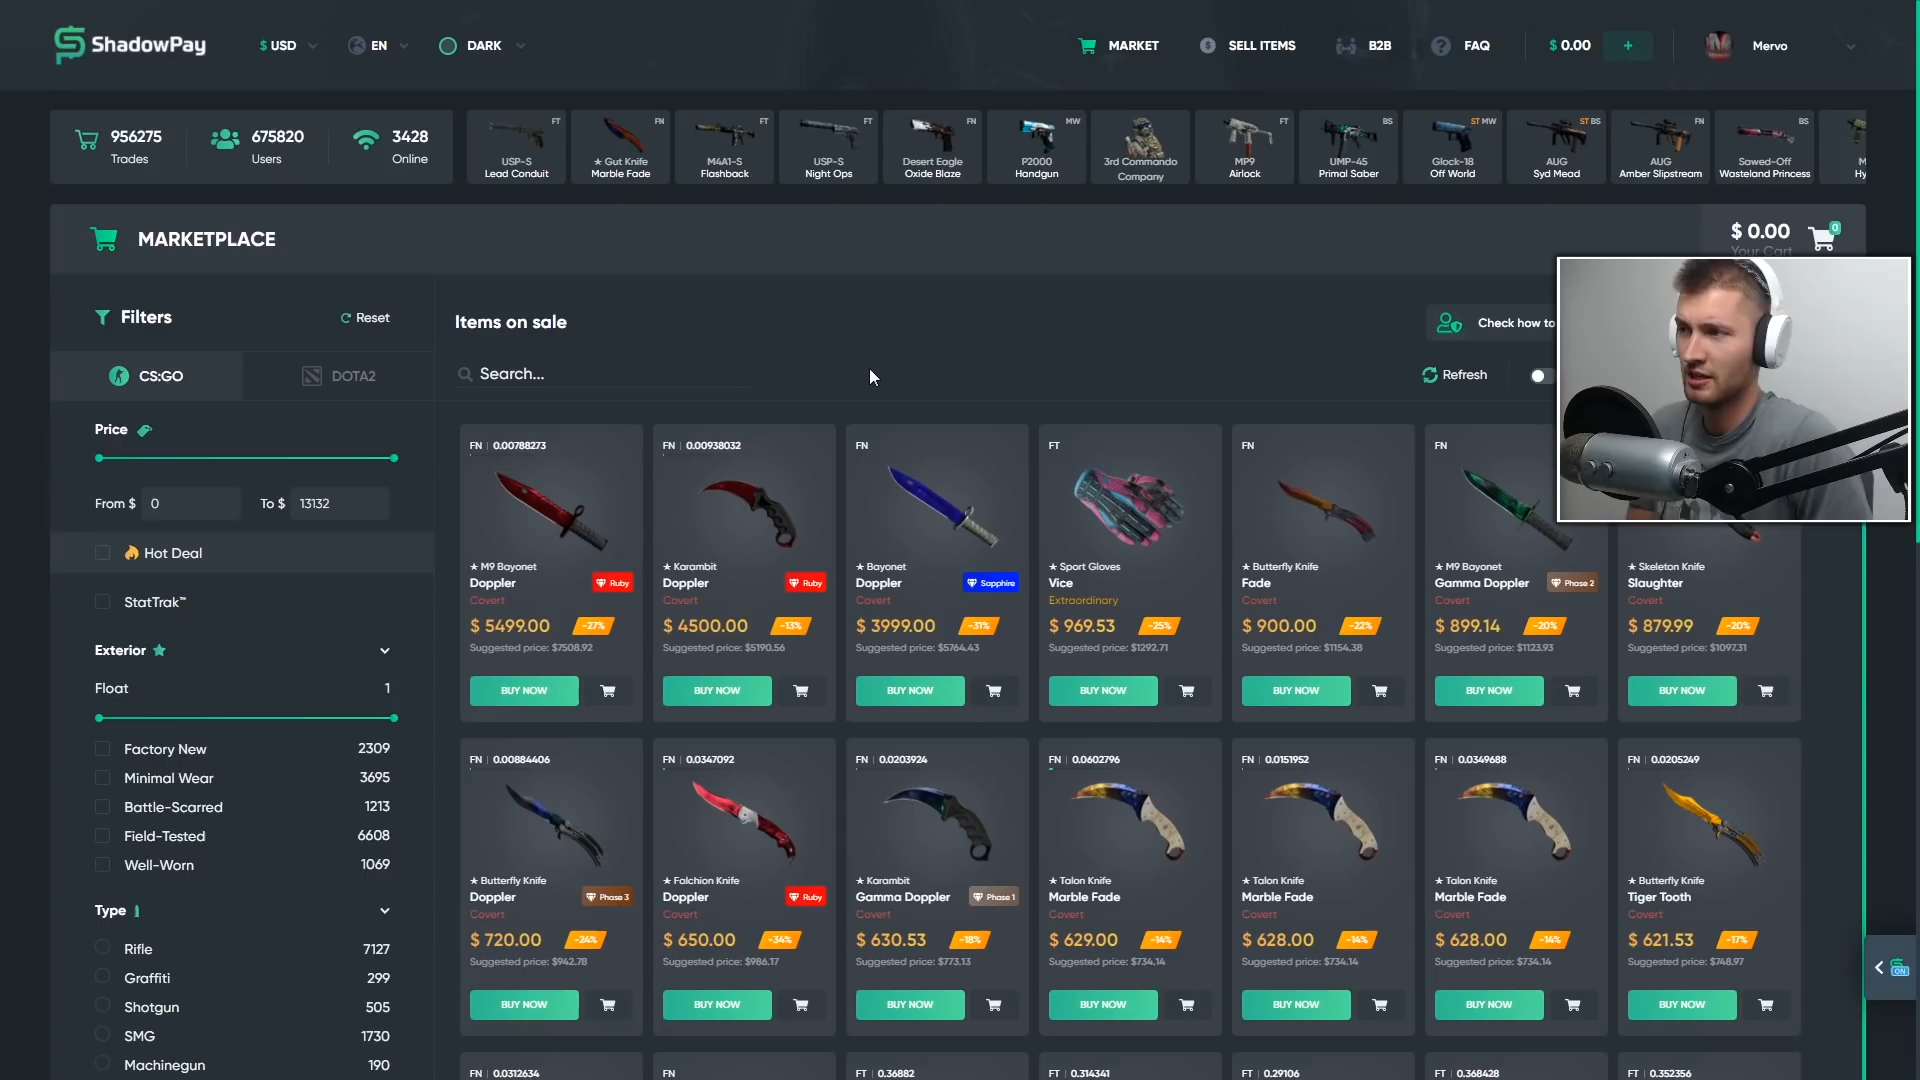 ShadowPay
$ USD
EN
DARK
MARKET
SELL ITEMS
B2B
FAQ
$ 0.00
+
Mervo
956275
Trades
675820
Users
3428
Online
FT
USP-S
Lead Conduit
FN
★ Gut Knife
Marble Fade
FT
M4A1-S
Flashback
FT
USP-S
Night Ops
FN
Desert Eagle
Oxide Blaze
MW
P2000
Handgun
3rd Commando
Company
FT
MP9
Airlock
BS
UMP-45
Primal Saber
ST MW
Glock-18
Off World
ST BS
AUG
Syd Mead
FN
AUG
Amber Slipstream
BS
Sawed-Off
Wasteland Princess
M
Hy
MARKETPLACE
$ 0.00
Your Cart
0
Filters
Reset
CS:GO
DOTA2
Price
From $ 0
To $ 13132
Hot Deal
StatTrak™
Exterior
Float 1
Factory New 2309
Minimal Wear 3695
Battle-Scarred 1213
Field-Tested 6608
Well-Worn 1069
Type
Rifle 7127
Graffiti 299
Shotgun 505
SMG 1730
Machinegun 190
Items on sale
Check how to
Search...
Refresh
FN | 0.00788273
★ M9 Bayonet
Doppler
Ruby
Covert
$ 5499.00 -27%
Suggested price: $7508.92
BUY NOW
FN | 0.00938032
★ Karambit
Doppler
Ruby
Covert
$ 4500.00 -13%
Suggested price: $5190.56
BUY NOW
FN
★ Bayonet
Doppler
Sapphire
Covert
$ 3999.00 -31%
Suggested price: $5764.43
BUY NOW
FT
★ Sport Gloves
Vice
Extraordinary
$ 969.53 -25%
Suggested price: $1292.71
BUY NOW
FN
★ Butterfly Knife
Fade
Covert
$ 900.00 -22%
Suggested price: $1154.38
BUY NOW
FN
★ M9 Bayonet
Gamma Doppler
Phase 2
Covert
$ 899.14 -20%
Suggested price: $1123.93
BUY NOW
★ Skeleton Knife
Slaughter
Covert
$ 879.99 -20%
Suggested price: $1097.31
BUY NOW
FN | 0.00884406
★ Butterfly Knife
Doppler
Phase 3
Covert
$ 720.00 -24%
Suggested price: $942.78
BUY NOW
FN | 0.0347092
★ Falchion Knife
Doppler
Ruby
Covert
$ 650.00 -34%
Suggested price: $986.17
BUY NOW
FN | 0.0203924
★ Karambit
Gamma Doppler
Phase 1
Covert
$ 630.53 -18%
Suggested price: $773.13
BUY NOW
FN | 0.0602796
★ Talon Knife
Marble Fade
Covert
$ 629.00 -14%
Suggested price: $734.14
BUY NOW
FN | 0.0151952
★ Talon Knife
Marble Fade
Covert
$ 628.00 -14%
Suggested price: $734.14
BUY NOW
FN | 0.0349688
★ Talon Knife
Marble Fade
Covert
$ 628.00 -14%
Suggested price: $734.14
BUY NOW
FN | 0.0205249
★ Butterfly Knife
Tiger Tooth
Covert
$ 621.53 -17%
Suggested price: $748.97
BUY NOW
ON
FN | 0.0312634
FN
FT | 0.36882
FT | 0.314341
FT | 0.29106
FT | 0.368428
FT | 0.352356